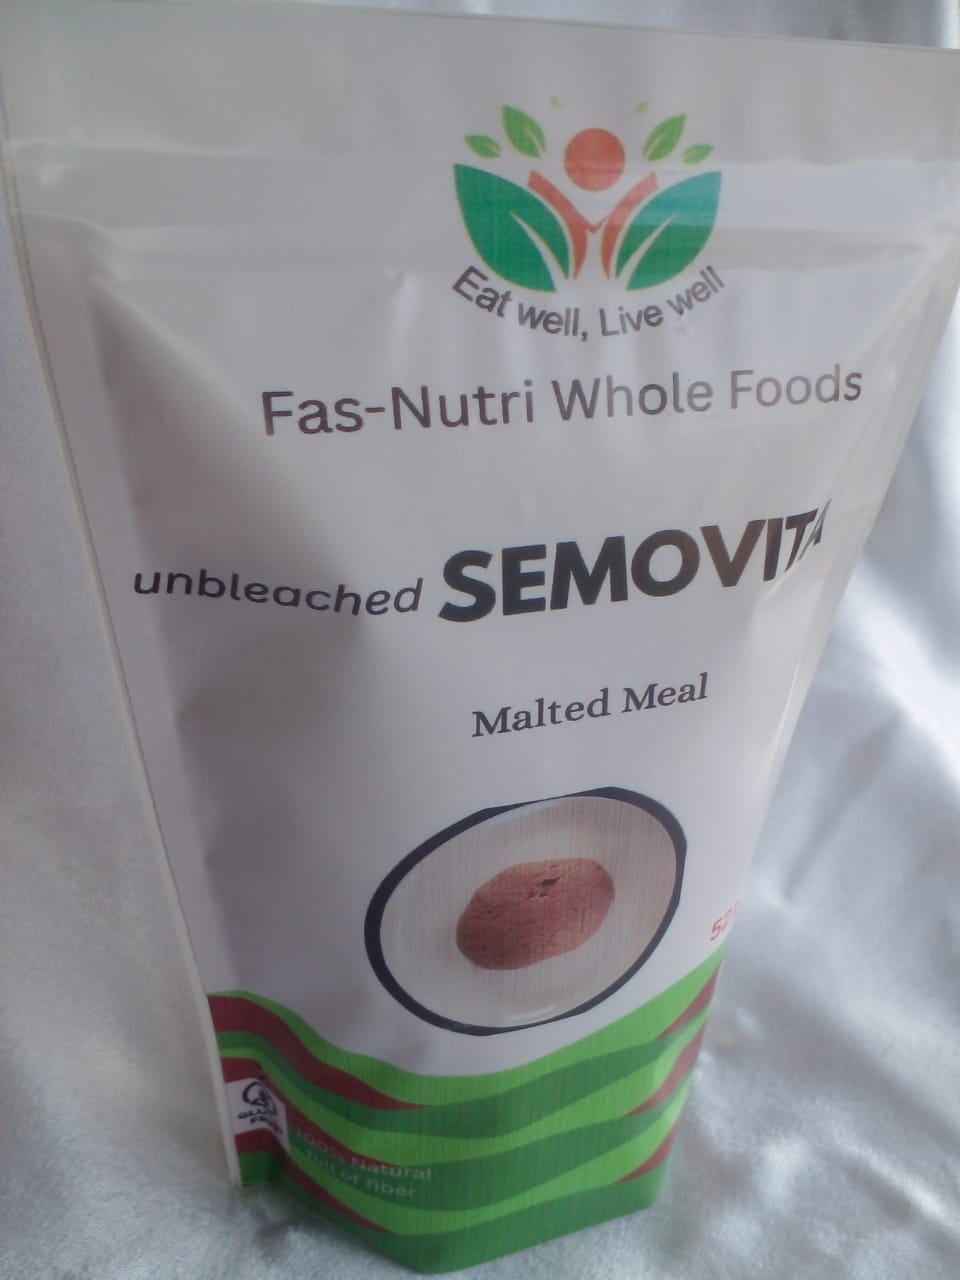 Eat well, Live well
Fas-Nutri Whole Foods
unbleached SEMOVITA
Malted Meal
100% Natural
full of fiber